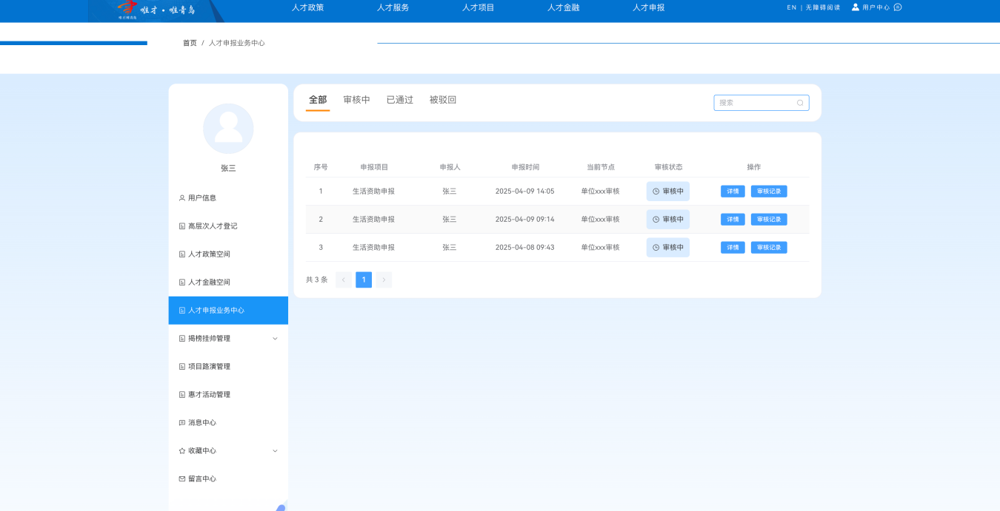 唯才·唯青岛
人才政策 人才服务 人才项目 人才金融 人才申报
EN | 无障碍阅读 用户中心
首页 / 人才申报业务中心
张三
用户信息
高层次人才登记
人才政策空间
人才金融空间
人才申报业务中心
揭榜挂帅管理
项目路演管理
惠才活动管理
消息中心
收藏中心
留言中心
全部 审核中 已通过 被驳回
搜索
序号 申报项目 申报人 申报时间 当前节点 审核状态 操作
1 生活资助申报 张三 2025-04-09 14:05 单位xxx审核 审核中 详情 审核记录
2 生活资助申报 张三 2025-04-09 09:14 单位xxx审核 审核中 详情 审核记录
3 生活资助申报 张三 2025-04-08 09:43 单位xxx审核 审核中 详情 审核记录
共 3 条 1